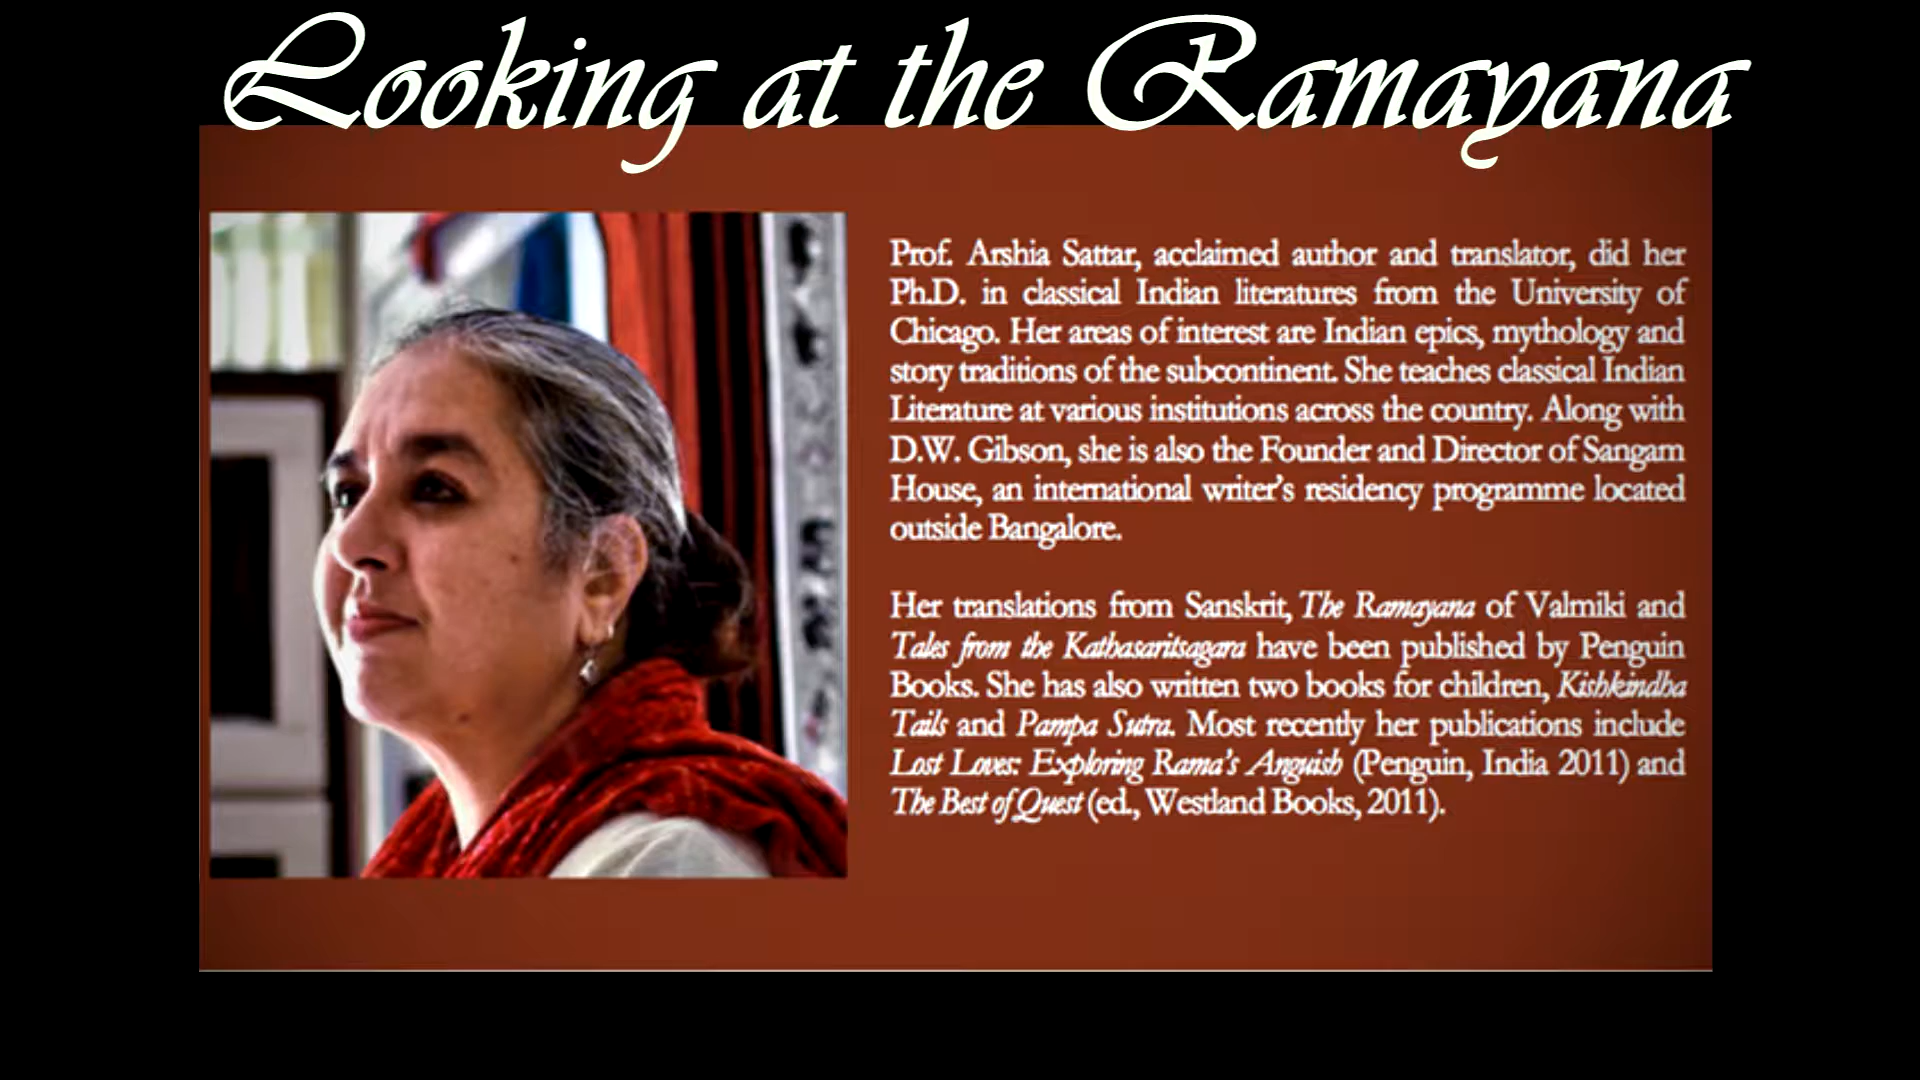 Looking at the Ramayana
Prof. Arshia Sattar, acclaimed author and translator, did her
Ph.D. in classical Indian literatures from the University of
Chicago. Her areas of interest are Indian epics, mythology and
story traditions of the subcontinent. She teaches classical Indian
Literature at various institutions across the country. Along with
D.W. Gibson, she is also the Founder and Director of Sangam
House, an international writer's residency programme located
outside Bangalore.
Her translations from Sanskrit, The Ramayana of Valmiki and
Tales from the Kathasaritsagara have been published by Penguin
Books. She has also written two books for children, Kishkindha
Tails and Pampa Sutra. Most recently her publications include
Lost Loves: Exploring Rama's Anguish (Penguin, India 2011) and
The Best of Quest (ed., Westland Books, 2011).